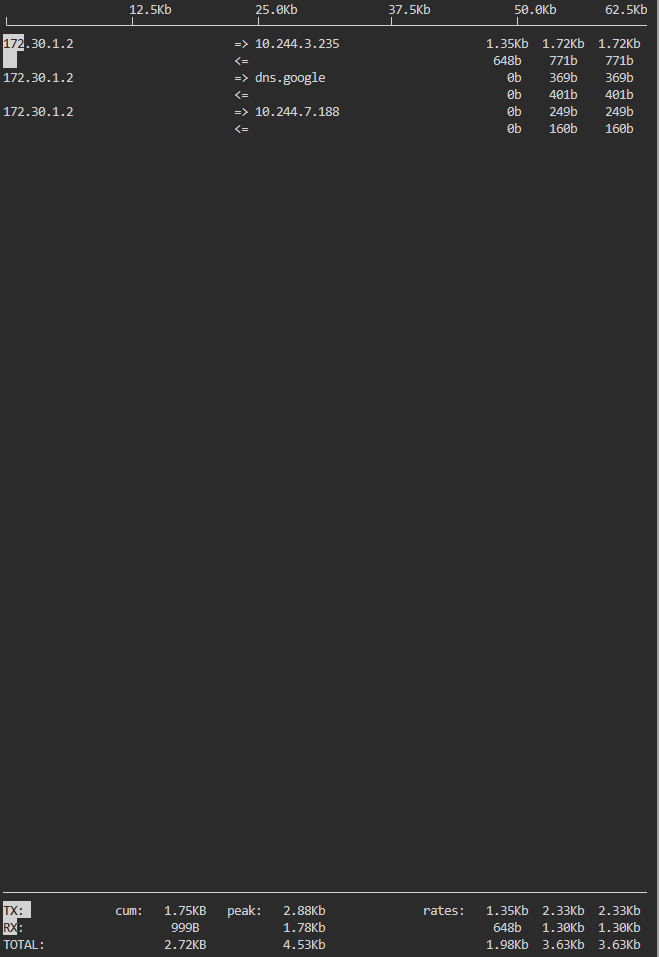 12.5Kb 25.0Kb 37.5Kb 50.0Kb 62.5Kb
172.30.1.2 => 10.244.3.235 1.35Kb 1.72Kb 1.72Kb
<= 648b 771b 771b
172.30.1.2 => dns.google 0b 369b 369b
<= 0b 401b 401b
172.30.1.2 => 10.244.7.188 0b 249b 249b
<= 0b 160b 160b
TX: cum: 1.75KB peak: 2.88Kb rates: 1.35Kb 2.33Kb 2.33Kb
RX: 999B 1.78Kb 648b 1.30Kb 1.30Kb
TOTAL: 2.72KB 4.53Kb 1.98Kb 3.63Kb 3.63Kb